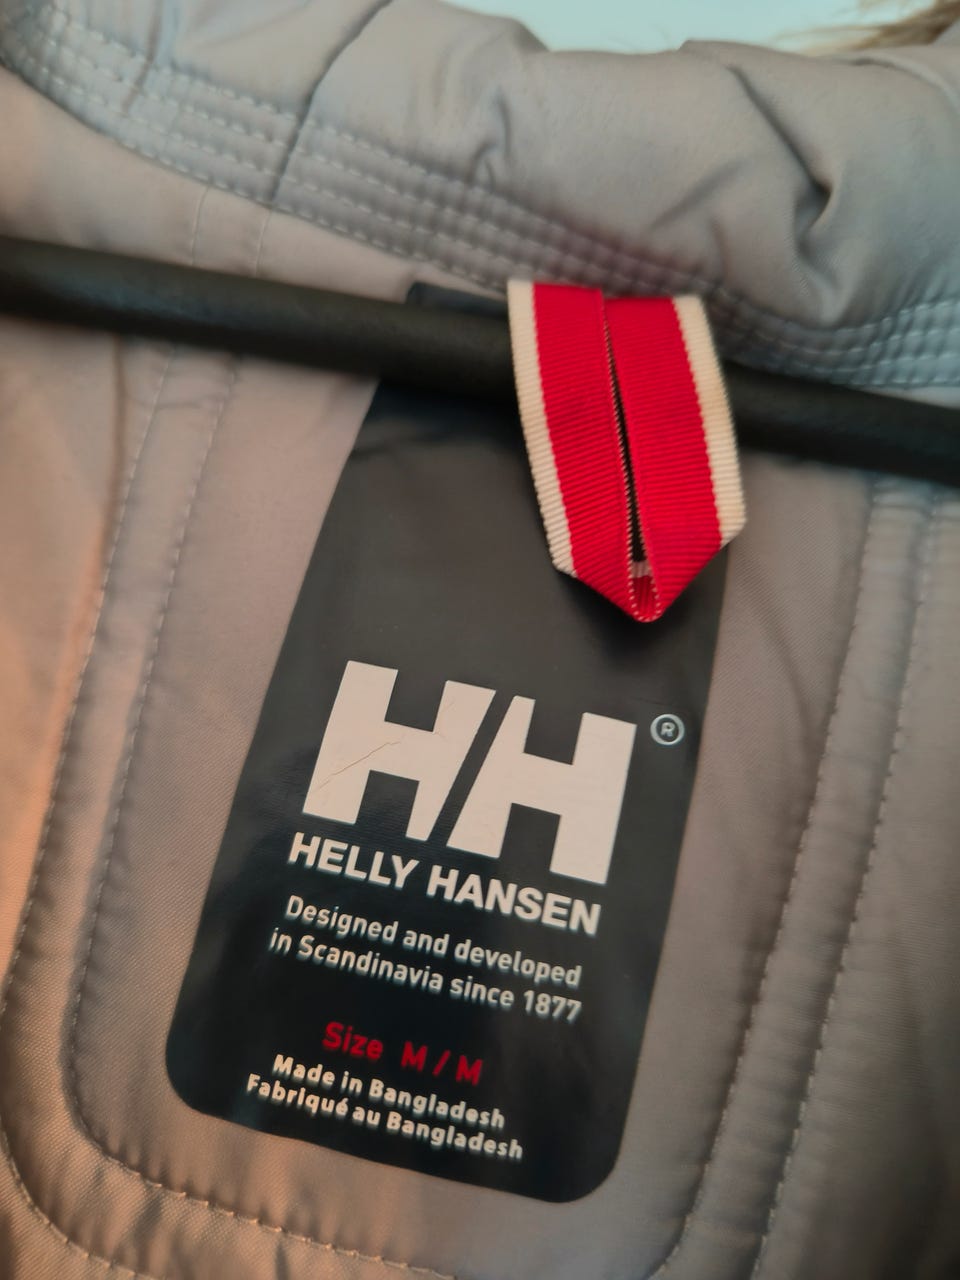 HH ®
HELLY HANSEN
Designed and developed
in Scandinavia since 1877
Size M / M
Made in Bangladesh
Fabriqué au Bangladesh